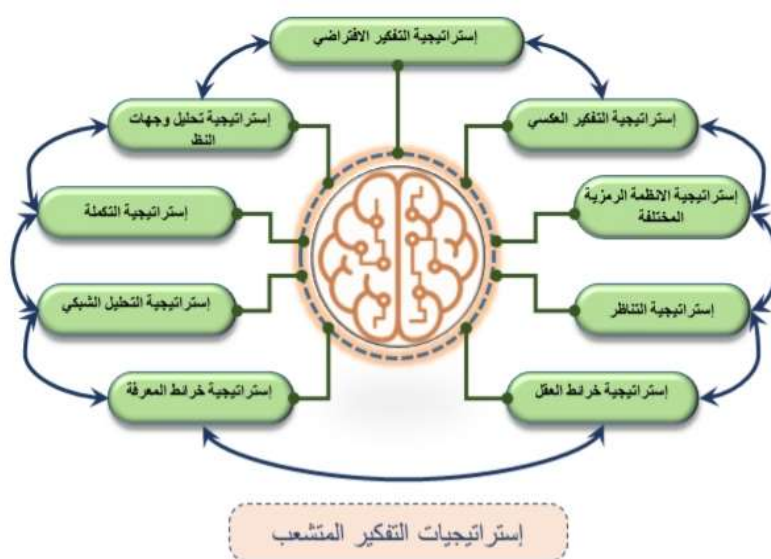 إستراتيجية التفكير الافتراضي
إستراتيجية التفكير العكسي
إستراتيجية تحليل وجهات
النظ
إستراتيجية الانظمة الرمزية
المختلفة
إستراتيجية التكملة
إستراتيجية التناظر
إستراتيجية التحليل الشبكي
إستراتيجية خرائط العقل
إستراتيجية خرائط المعرفة
إستراتيجيات التفكير المتشعب